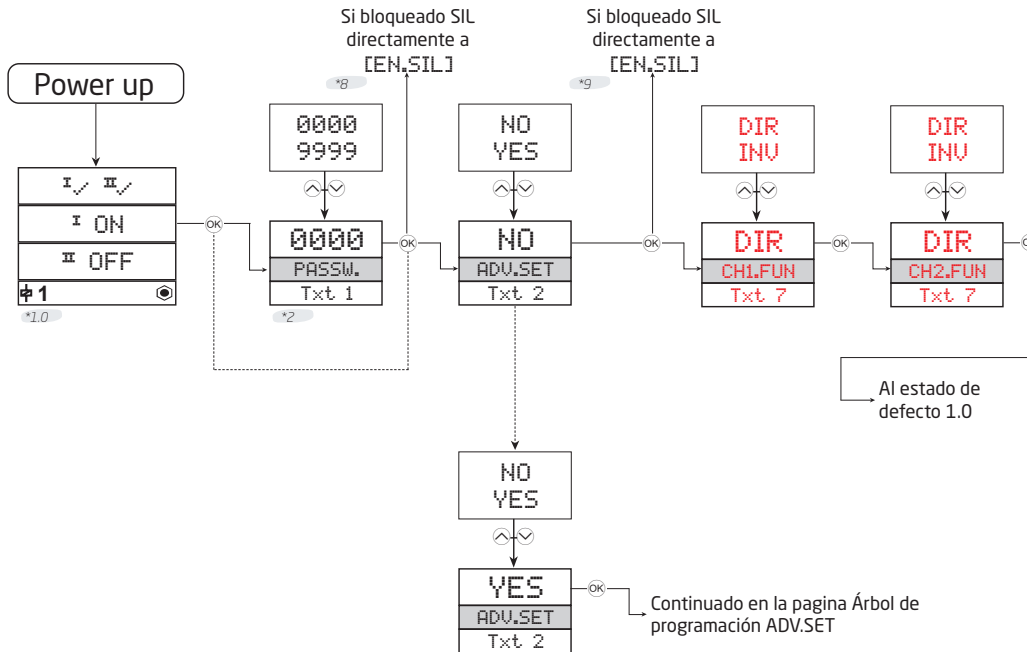 Si bloqueado SIL
directamente a
[EN.SIL]
*8
Si bloqueado SIL
directamente a
[EN.SIL]
*9
Power up
I✓ II✓
I ON
II OFF
1
*1.0
OK
0000
9999
0000
PASSW.
Txt 1
*2
OK
NO
YES
NO
ADV.SET
Txt 2
OK
DIR
INV
DIR
CH1.FUN
Txt 7
OK
DIR
INV
DIR
CH2.FUN
Txt 7
Al estado de
defecto 1.0
NO
YES
YES
ADV.SET
Txt 2
OK
Continuado en la pagina Árbol de
programación ADV.SET